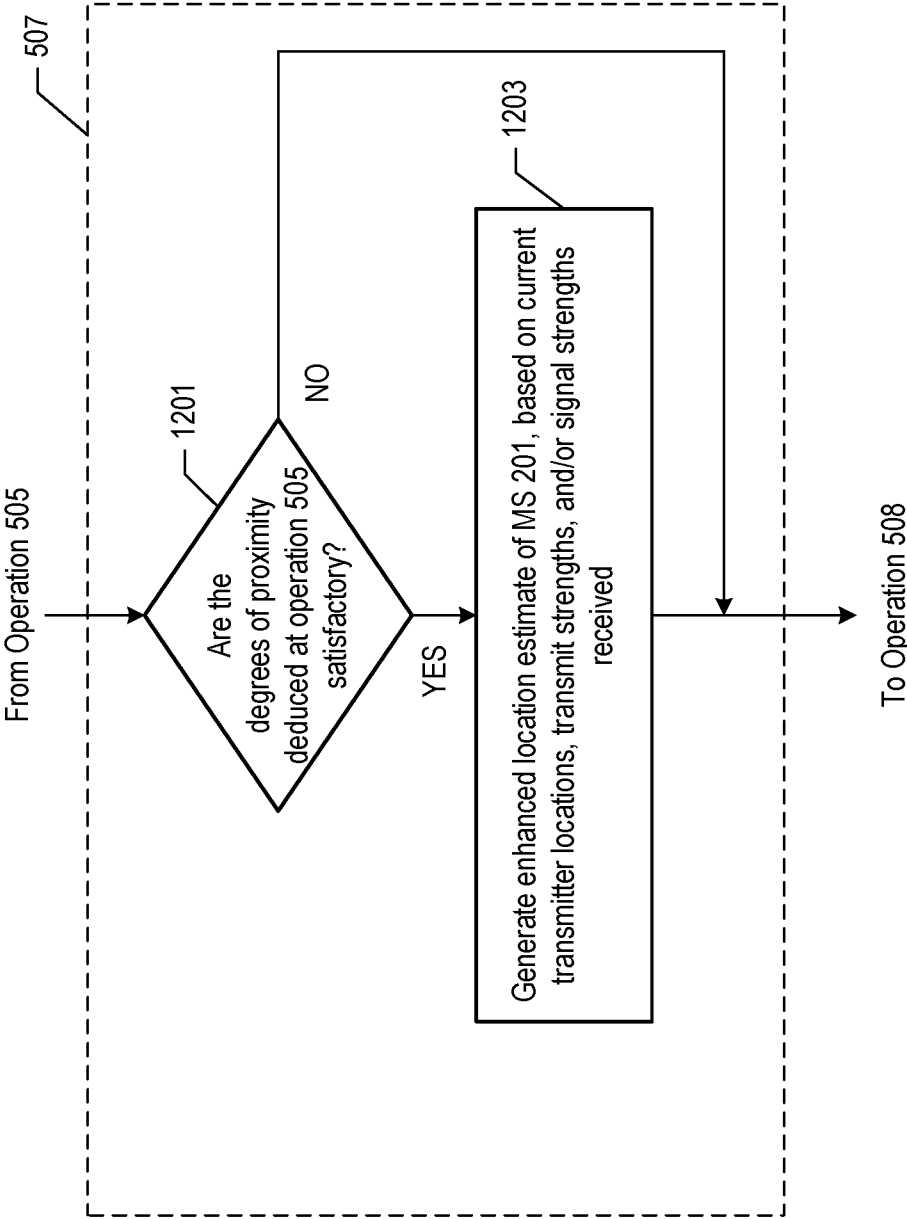 From Operation 505
507
1201
Are the
degrees of proximity
deduced at operation 505
satisfactory?
NO
YES
1203
Generate enhanced location estimate of MS 201, based on current
transmitter locations, transmit strengths, and/or signal strengths
received
To Operation 508